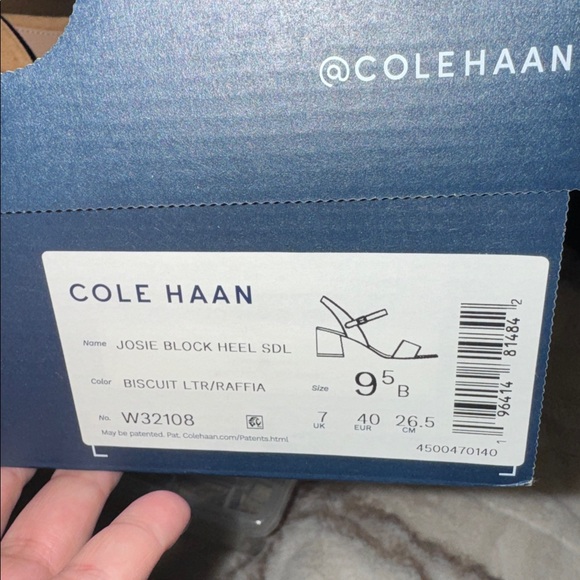 @COLEHAAN
COLE HAAN
Name JOSIE BLOCK HEEL SDL
Color BISCUIT LTR/RAFFIA
Size 9 5 B
No. W32108
7 UK 40 EUR 26.5 CM
May be patented. Pat. Colehaan.com/Patents.html
4500470140
1 96414 81484 2